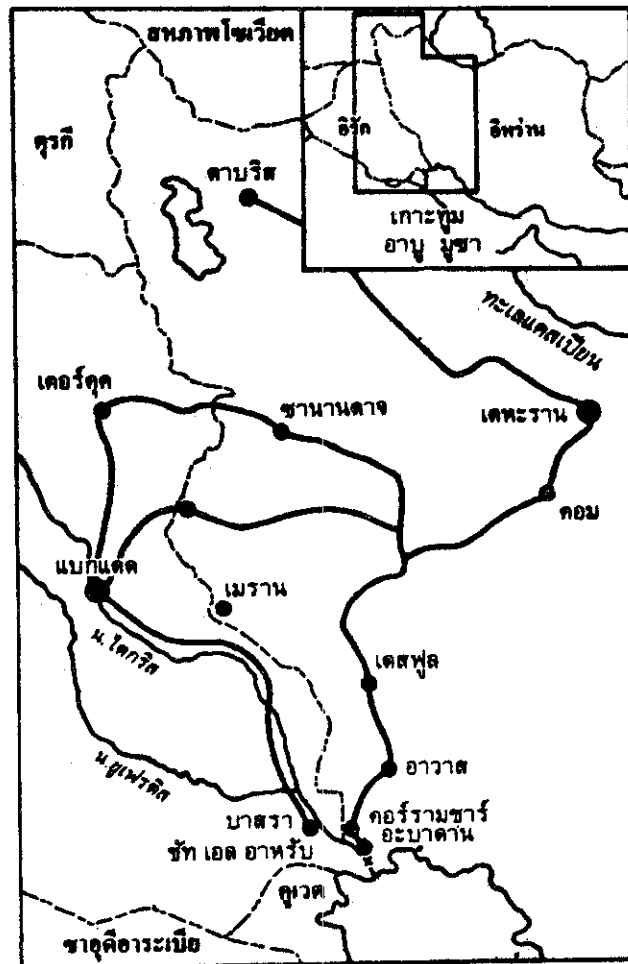 สหภาพโซเวียต
ตุรกี
ตาบริส
อิรัก
อิหร่าน
เกาะทูม
อาบู มูซา
ทะเลแคสเปียน
เคอร์คุค
ซานานดาจ
เตหะราน
คอม
แบกแดด
เมราน
น. ไตกริส
เดสฟูล
น. ยูเฟรติส
อาวาส
บาสรา
คอร์รามชาร์
ชัท เอล อาหรับ
อะบาดาน
คูเวต
ซาอุดีอาระเบีย